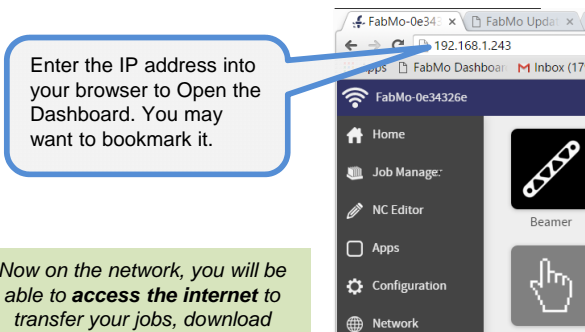 Enter the IP address into
your browser to Open the
Dashboard. You may
want to bookmark it.
Now on the network, you will be
able to access the internet to
transfer your jobs, download
FabMo-0e343
FabMo Updat
192.168.1.243
FabMo Dashboar
Inbox (17
FabMo-0e34326e
Home
Job Manager
NC Editor
Apps
Configuration
Network
Beamer